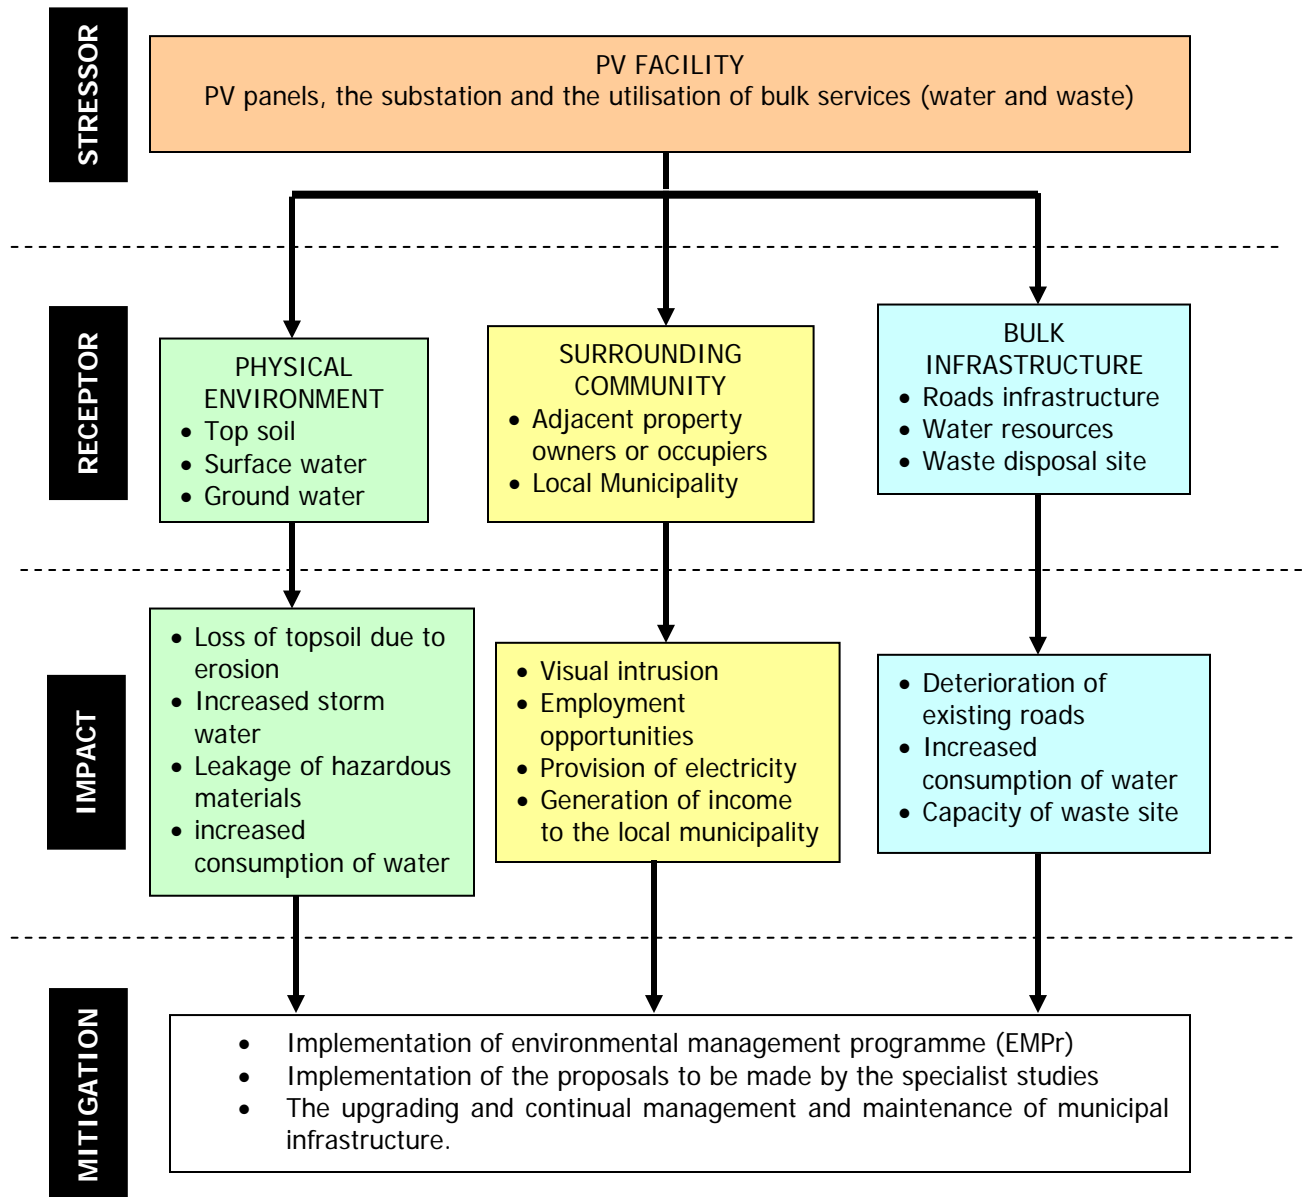 STRESSOR
PV FACILITY
PV panels, the substation and the utilisation of bulk services (water and waste)
RECEPTOR
PHYSICAL
ENVIRONMENT
• Top soil
• Surface water
• Ground water
SURROUNDING
COMMUNITY
• Adjacent property
owners or occupiers
• Local Municipality
BULK
INFRASTRUCTURE
• Roads infrastructure
• Water resources
• Waste disposal site
IMPACT
• Loss of topsoil due to
erosion
• Increased storm
water
• Leakage of hazardous
materials
• increased
consumption of water
• Visual intrusion
• Employment
opportunities
• Provision of electricity
• Generation of income
to the local municipality
• Deterioration of
existing roads
• Increased
consumption of water
• Capacity of waste site
MITIGATION
• Implementation of environmental management programme (EMPr)
• Implementation of the proposals to be made by the specialist studies
• The upgrading and continual management and maintenance of municipal
infrastructure.